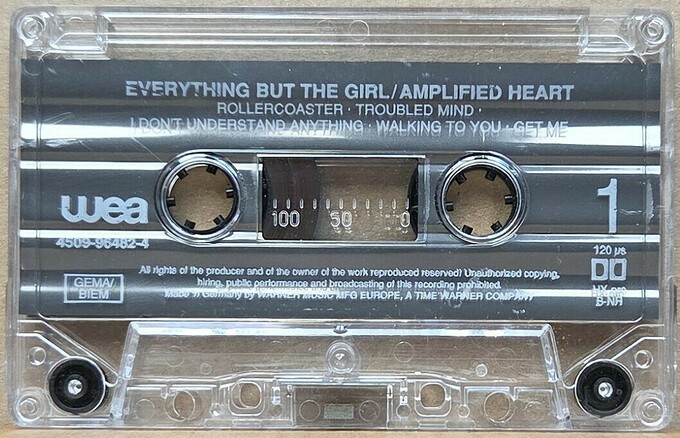 EVERYTHING BUT THE GIRL/AMPLIFIED HEART
ROLLERCOASTER · TROUBLED MIND ·
I DON'T UNDERSTAND ANYTHING · WALKING TO YOU · GET ME
wea
1
100 50 0
4509-96482-4
120 µs
GEMA/
BIEM
All rights of the producer and of the owner of the work reproduced reserved! Unauthorized copying,
hiring, public performance and broadcasting of this recording prohibited.
Made in Germany by WARNER MUSIC MFG EUROPE, A TIME WARNER COMPANY
HX-PRO
B-NR